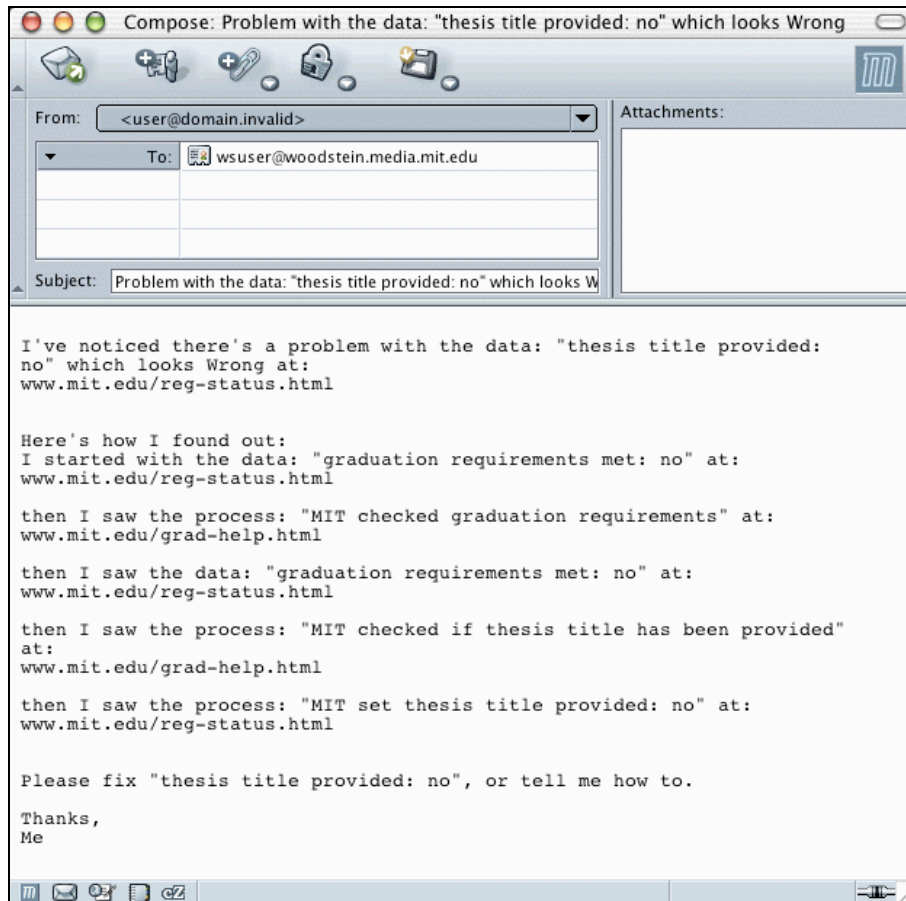 Compose: Problem with the data: "thesis title provided: no" which looks Wrong
From: <user@domain.invalid>
Attachments:
To: wsuser@woodstein.media.mit.edu
Subject: Problem with the data: "thesis title provided: no" which looks W
I've noticed there's a problem with the data: "thesis title provided:
no" which looks Wrong at:
www.mit.edu/reg-status.html
Here's how I found out:
I started with the data: "graduation requirements met: no" at:
www.mit.edu/reg-status.html
then I saw the process: "MIT checked graduation requirements" at:
www.mit.edu/grad-help.html
then I saw the data: "graduation requirements met: no" at:
www.mit.edu/reg-status.html
then I saw the process: "MIT checked if thesis title has been provided"
at:
www.mit.edu/grad-help.html
then I saw the process: "MIT set thesis title provided: no" at:
www.mit.edu/reg-status.html
Please fix "thesis title provided: no", or tell me how to.
Thanks,
Me